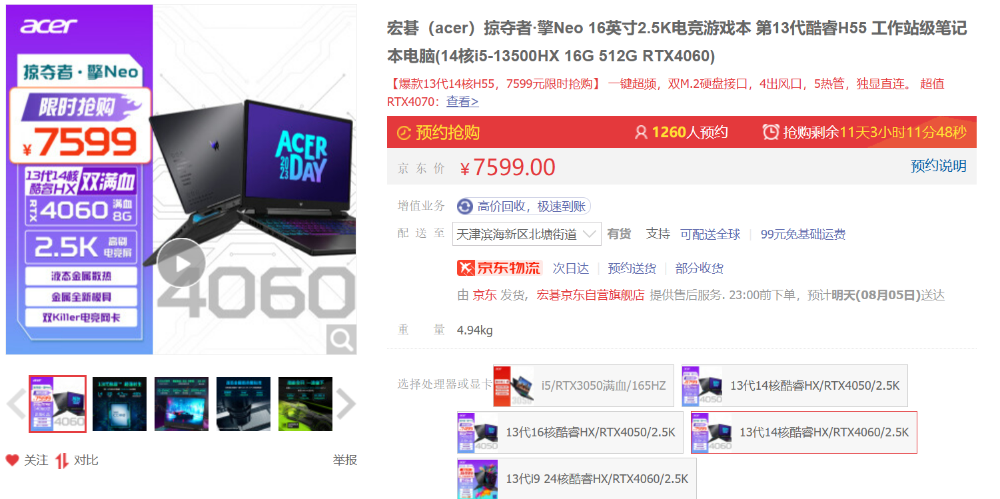 acer
掠夺者·擎Neo
限时抢购
¥7599
13代14核
酷睿HX
双满血
RTX
4060
满血
8G
2.5K
高刷
电竞屏
液态金属散热
金属全新模具
双Killer电竞网卡
ACER
2023
DAY
4060
宏碁（acer）掠夺者·擎Neo 16英寸2.5K电竞游戏本 第13代酷睿H55 工作站级笔记
本电脑(14核i5-13500HX 16G 512G RTX4060)
【爆款13代14核H55，7599元限时抢购】 一键超频，双M.2硬盘接口，4出风口，5热管，独显直连。 超值
RTX4070：查看>
预约抢购 1260人预约 抢购剩余11天3小时11分48秒
京东价 ￥7599.00 预约说明
增值业务 高价回收，极速到账
配送至 天津滨海新区北塘街道 有货 支持 可配送全球 99元免基础运费
京东物流 次日达 预约送货 部分收货
由 京东 发货, 宏碁京东自营旗舰店 提供售后服务. 23:00前下单，预计明天(08月05日)送达
重量 4.94kg
选择处理器或显卡 i5/RTX3050满血/165HZ 13代14核酷睿HX/RTX4050/2.5K
13代16核酷睿HX/RTX4050/2.5K 13代14核酷睿HX/RTX4060/2.5K
13代i9 24核酷睿HX/RTX4060/2.5K
4060
关注 对比 举报